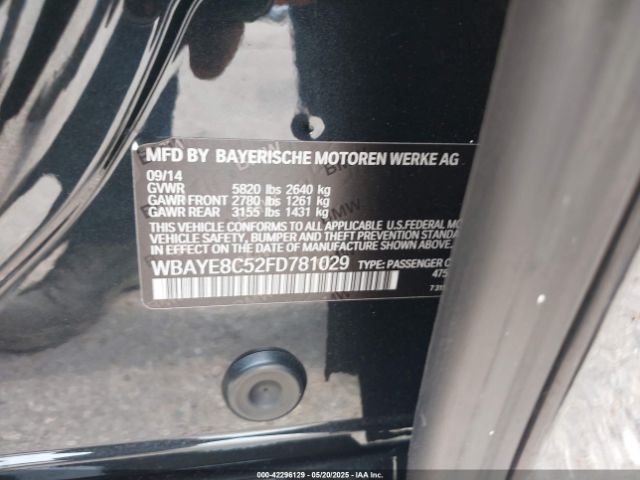 MFD BY BAYERISCHE MOTOREN WERKE AG
09/14
GVWR 5820 lbs 2640 kg
GAWR FRONT 2780 lbs 1261 kg
GAWR REAR 3155 lbs 1431 kg
THIS VEHICLE CONFORMS TO ALL APPLICABLE U.S.FEDERAL
VEHICLE SAFETY, BUMPER, AND THEFT PREVENTION
IN EFFECT ON THE DATE OF MANUFACTURE SHOWN ABOVE.
WBAYE8C52FD781029 TYPE: PASSENGER
475
000-42296129 - 05/20/2025 - IAA Inc.